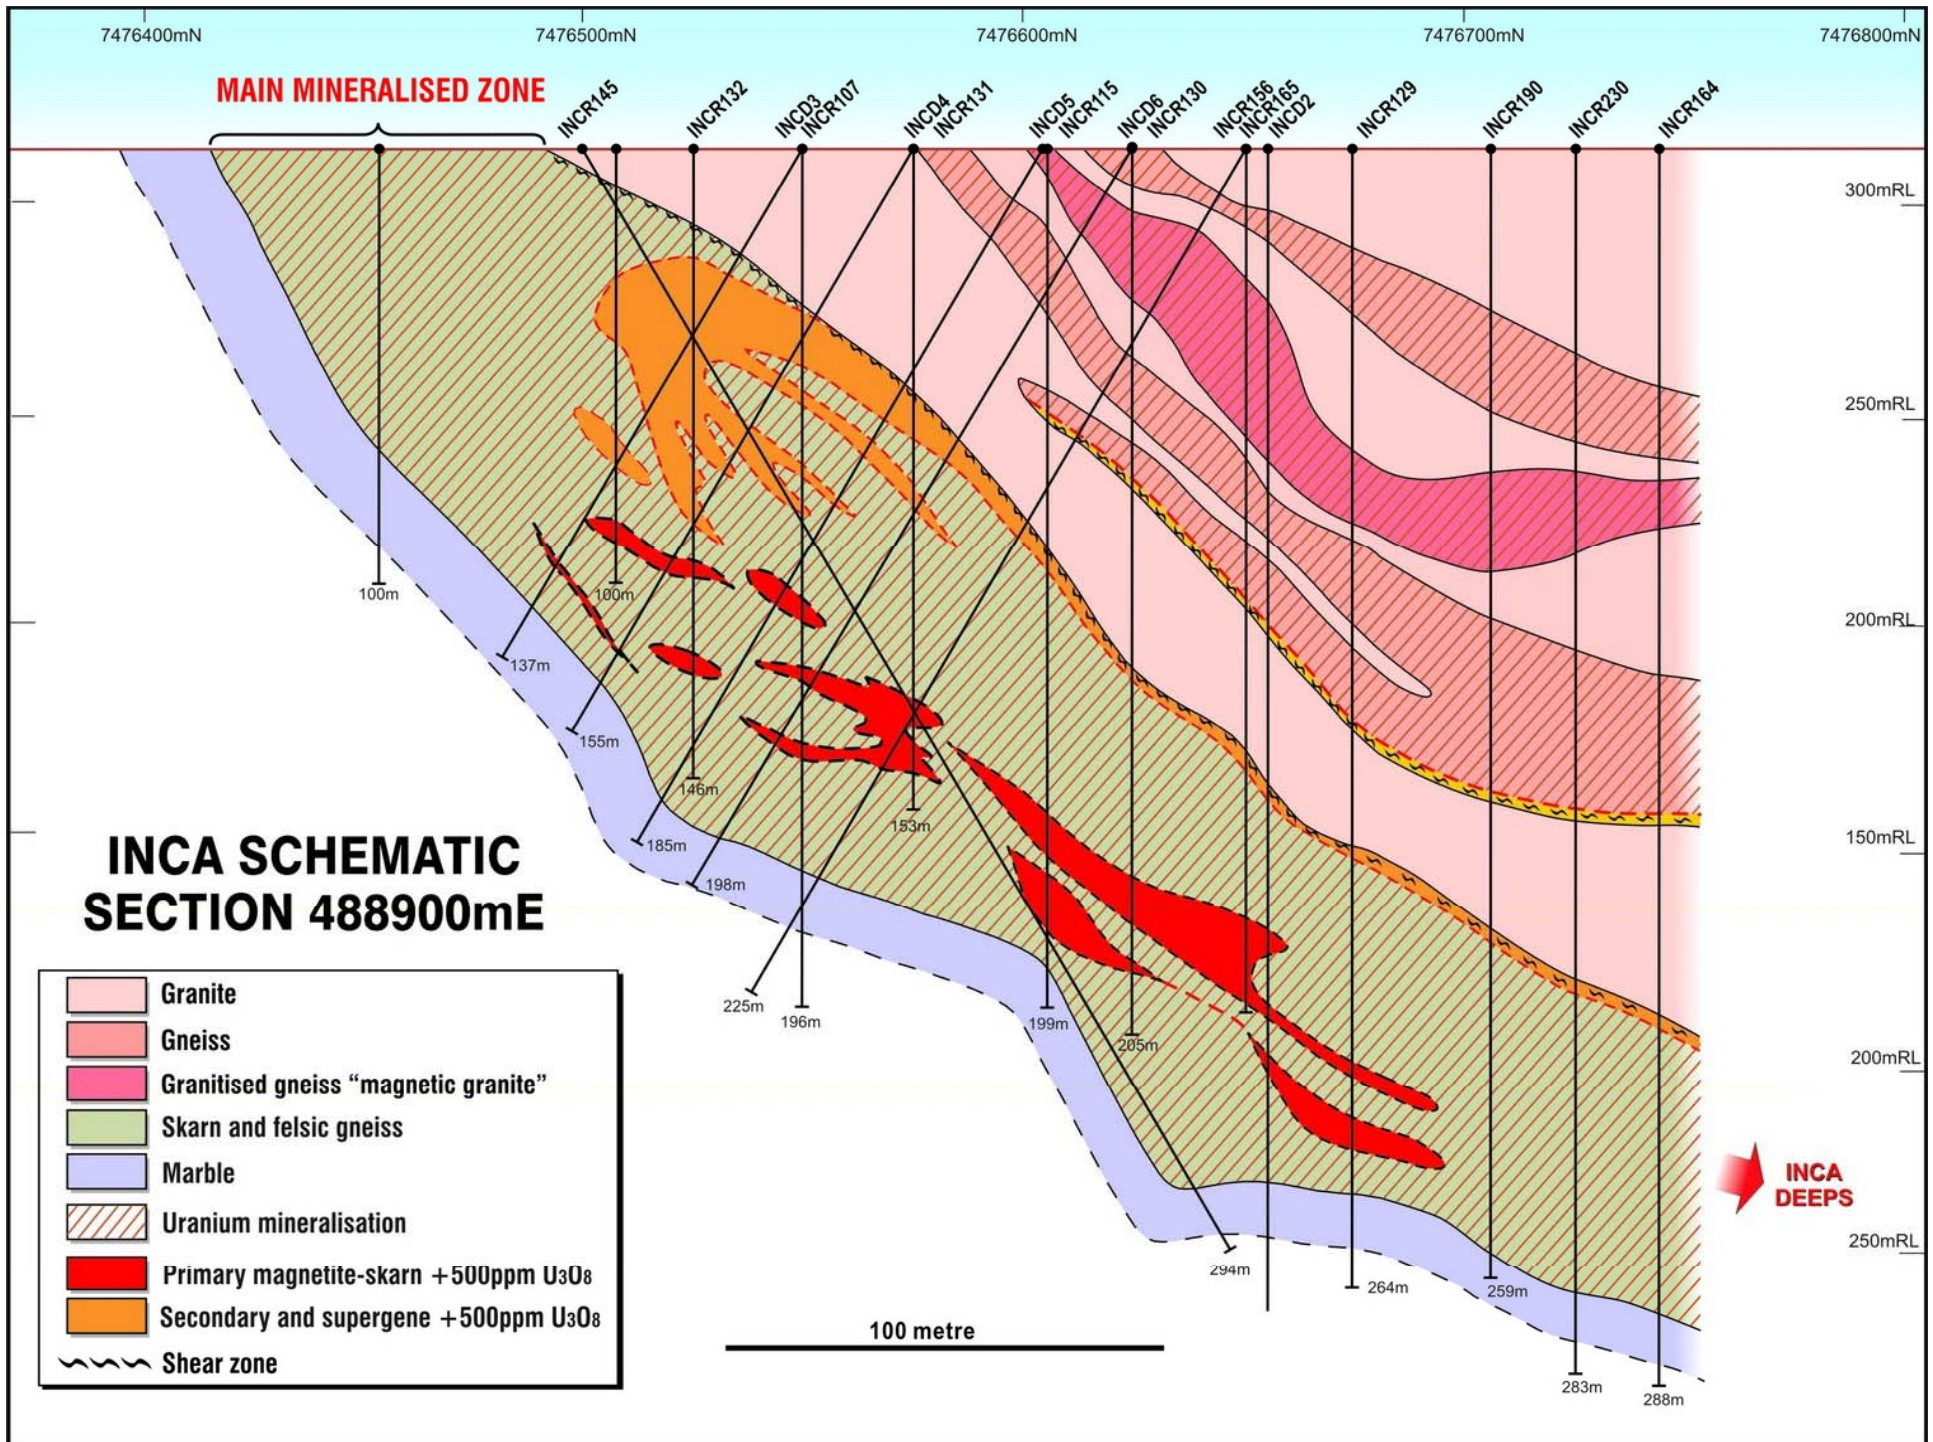 7476400mN
7476500mN
7476600mN
7476700mN
7476800mN
MAIN MINERALISED ZONE
INCR145
INCR132
INCD3
INCR107
INCD4
INCR131
INCD5
INCR115
INCD6
INCR130
INCR156
INCR165
INCD2
INCR129
INCR190
INCR230
INCR164
300mRL
250mRL
200mRL
150mRL
200mRL
250mRL
100m
100m
137m
155m
146m
153m
185m
198m
225m
196m
199m
205m
294m
264m
259m
283m
288m
INCA SCHEMATIC
SECTION 488900mE
Granite
Gneiss
Granitised gneiss “magnetic granite”
Skarn and felsic gneiss
Marble
Uranium mineralisation
Primary magnetite-skarn +500ppm U3O8
Secondary and supergene +500ppm U3O8
Shear zone
100 metre
INCA
DEEPS